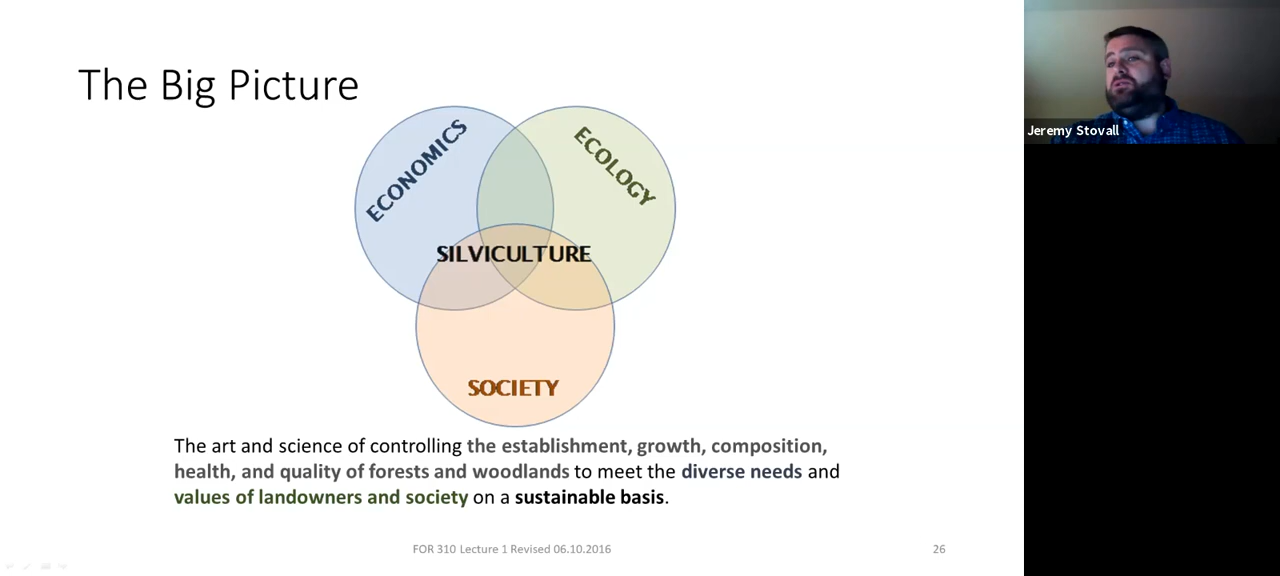 The Big Picture
ECONOMICS
ECOLOGY
SILVICULTURE
SOCIETY
The art and science of controlling the establishment, growth, composition,
health, and quality of forests and woodlands to meet the diverse needs and
values of landowners and society on a sustainable basis.
FOR 310 Lecture 1 Revised 06.10.2016
26
Jeremy Stovall